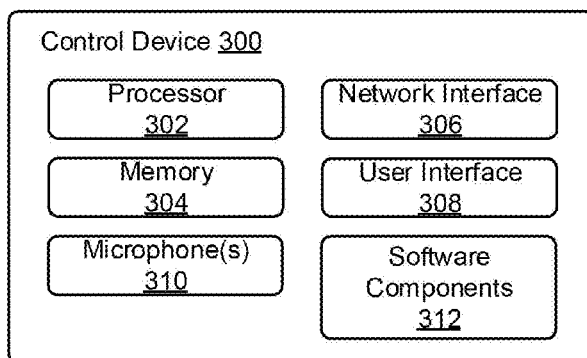 Control Device 300
Processor
302
Network Interface
306
Memory
304
User Interface
308
Microphone(s)
310
Software
Components
312